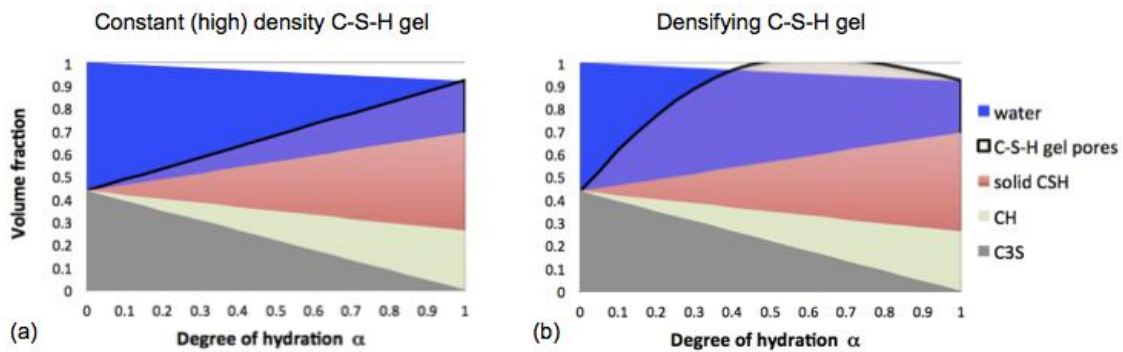 Constant (high) density C-S-H gel
Densifying C-S-H gel
1
0.9
0.8
0.7
0.6
0.5
0.4
0.3
0.2
0.1
0
Volume fraction
0 0.1 0.2 0.3 0.4 0.5 0.6 0.7 0.8 0.9 1
Degree of hydration α
(a)
1
0.9
0.8
0.7
0.6
0.5
0.4
0.3
0.2
0.1
0
0 0.1 0.2 0.3 0.4 0.5 0.6 0.7 0.8 0.9 1
Degree of hydration α
(b)
water
C-S-H gel pores
solid CSH
CH
C3S